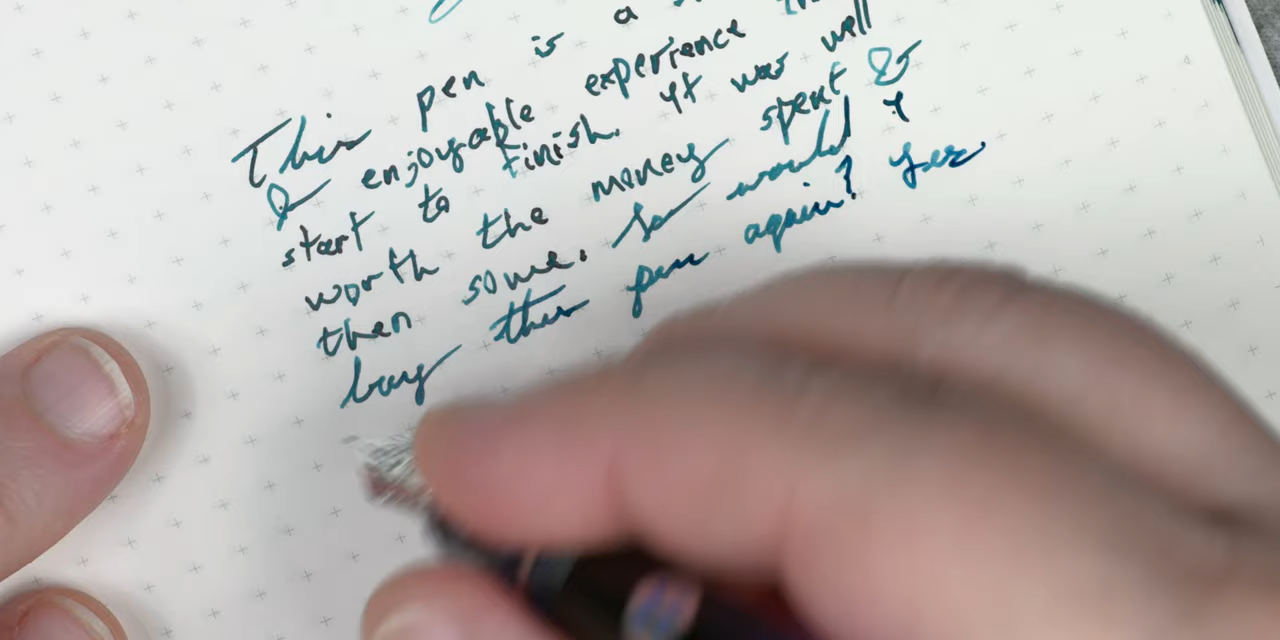 This pen is a
& enjoyable experience
start to finish. It was well
worth the money spent &
then some. So would I
buy this pen again? Yes